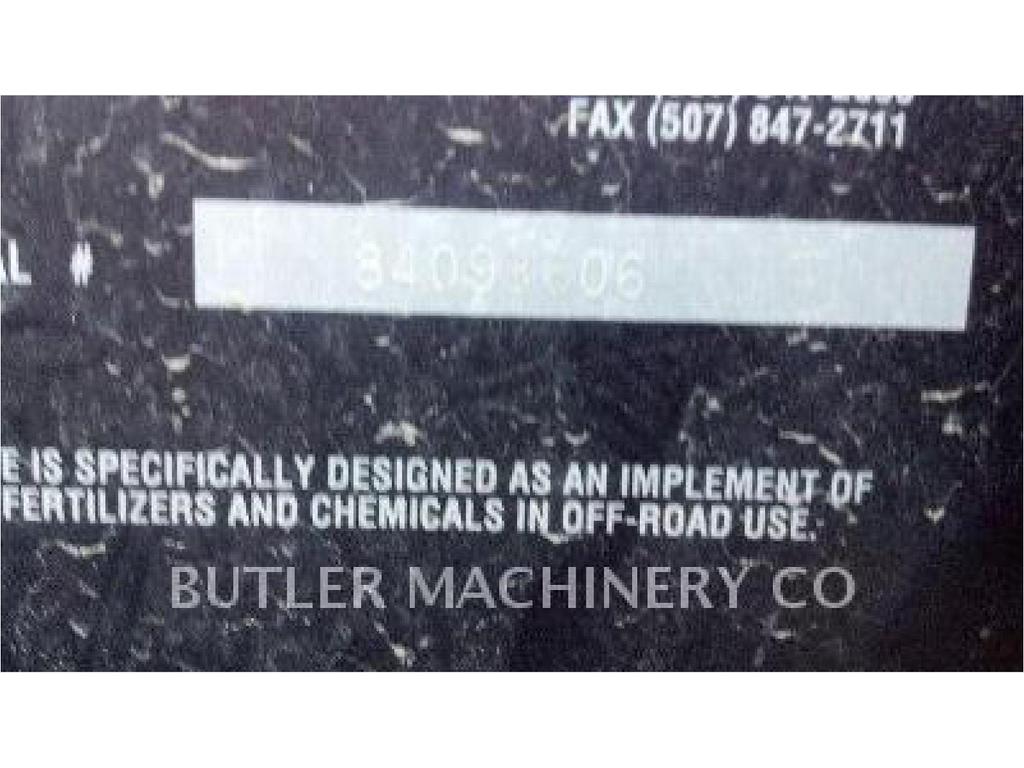 FAX (507) 847-2711
AL #
E IS SPECIFICALLY DESIGNED AS AN IMPLEMENT OF
FERTILIZERS AND CHEMICALS IN OFF-ROAD USE.
BUTLER MACHINERY CO